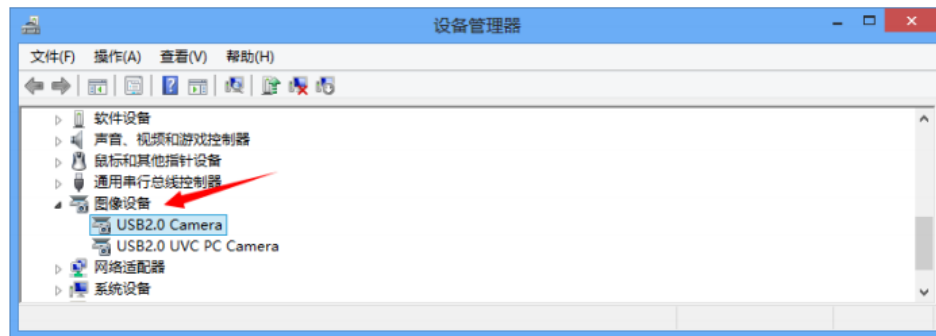 设备管理器
文件(F) 操作(A) 查看(V) 帮助(H)
软件设备
声音、视频和游戏控制器
鼠标和其他指针设备
通用串行总线控制器
图像设备
USB2.0 Camera
USB2.0 UVC PC Camera
网络适配器
系统设备